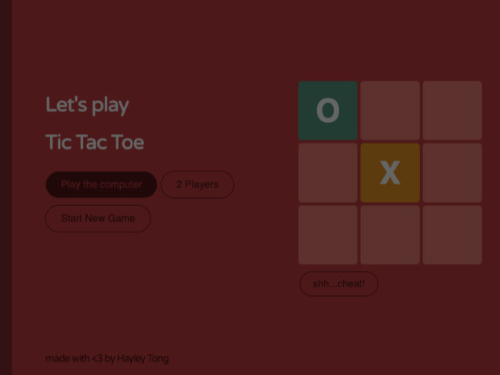 Let's play
Tic Tac Toe
Play the computer
2 Players
Start New Game
O
X
shh...cheat!
made with <3 by Hayley Tong